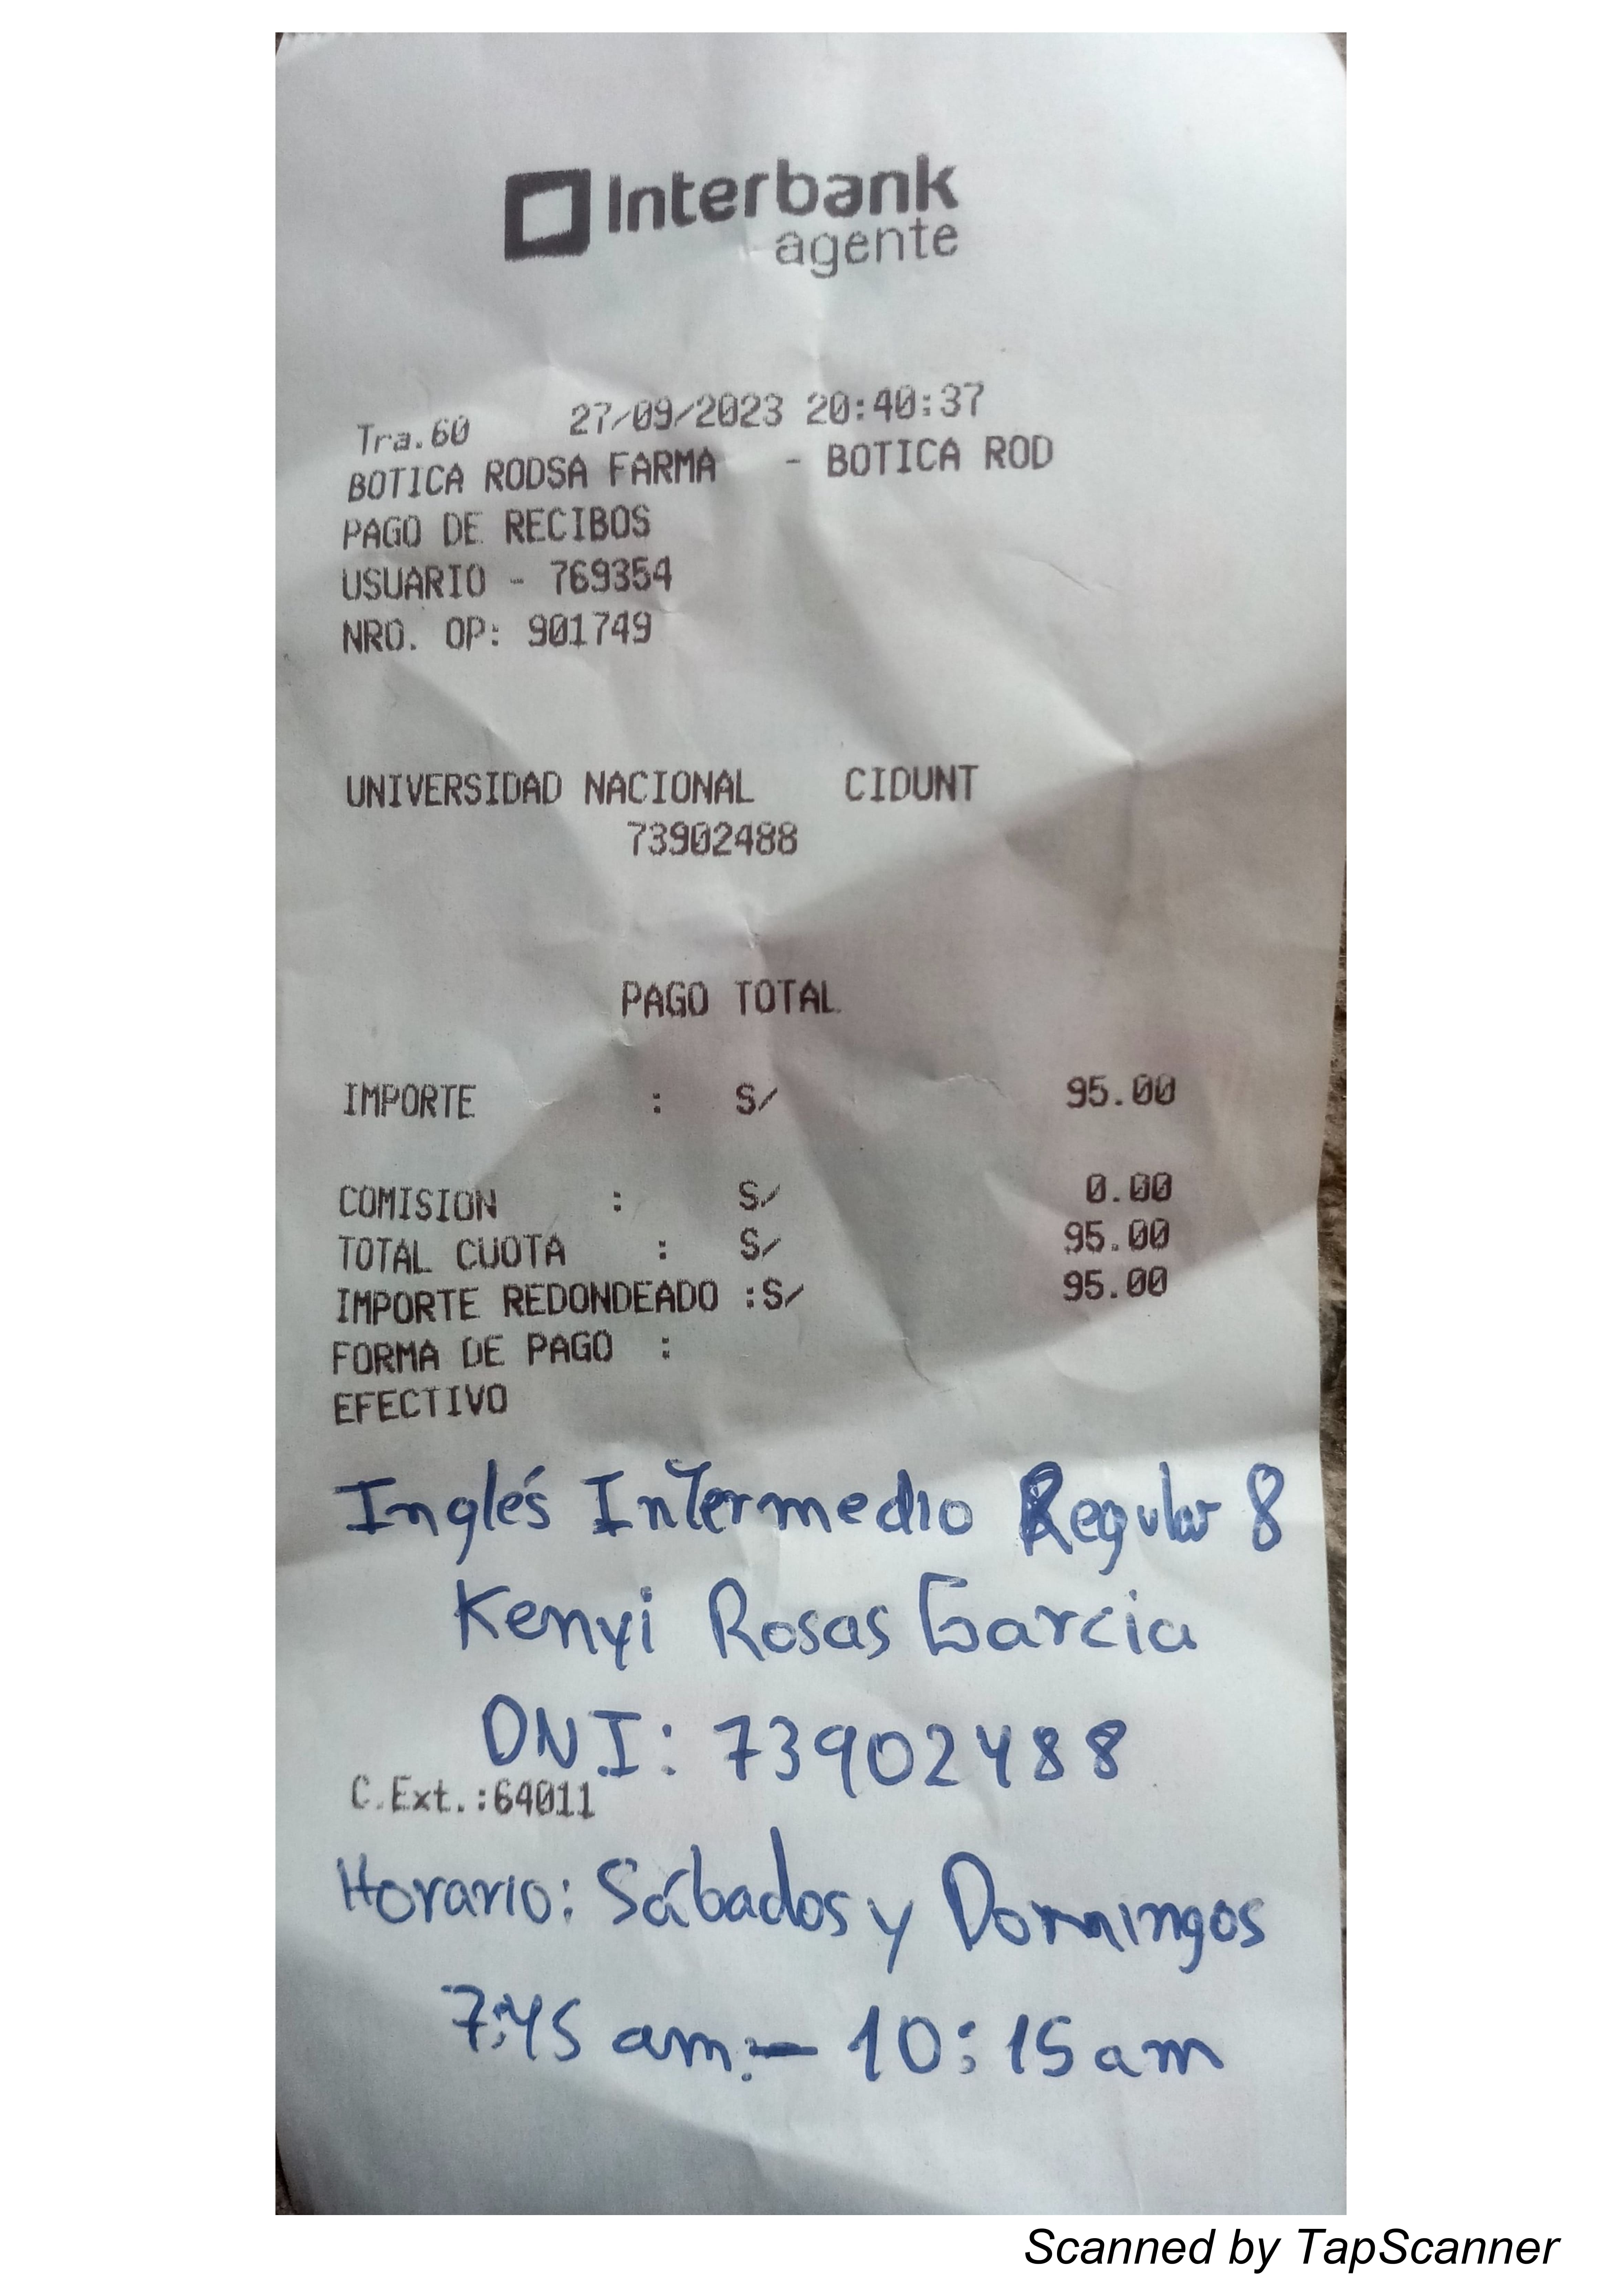 Interbank
agente
Tra.60 27/09/2023 20:40:37
BOTICA RODSA FARMA - BOTICA ROD
PAGO DE RECIBOS
USUARIO - 769354
NRO. OP: 901749
UNIVERSIDAD NACIONAL CIDUNT
73902488
PAGO TOTAL
IMPORTE : S/ 95.00
COMISION : S/ 0.00
TOTAL CUOTA : S/ 95.00
IMPORTE REDONDEADO :S/ 95.00
FORMA DE PAGO :
EFECTIVO
Inglés Intermedio Regular 8
Kenyi Rosas Garcia
DN.I: 73902488
C.Ext.:64011
Horario: Sábados y Domingos
7:45 am.- 10:15 am
Scanned by TapScanner